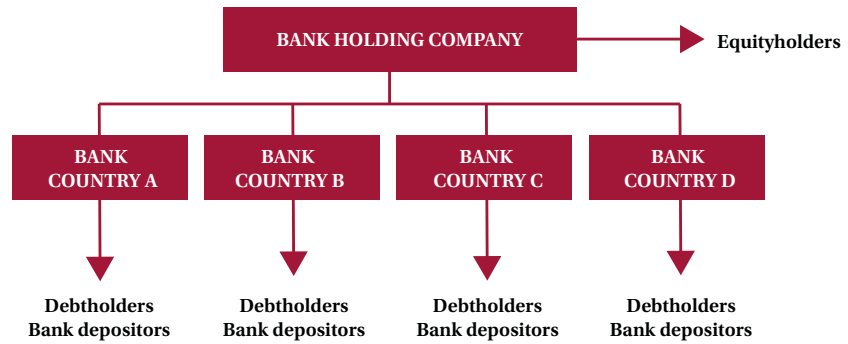 BANK HOLDING COMPANY
Equityholders
BANK
COUNTRY A
BANK
COUNTRY B
BANK
COUNTRY C
BANK
COUNTRY D
Debtholders
Bank depositors
Debtholders
Bank depositors
Debtholders
Bank depositors
Debtholders
Bank depositors